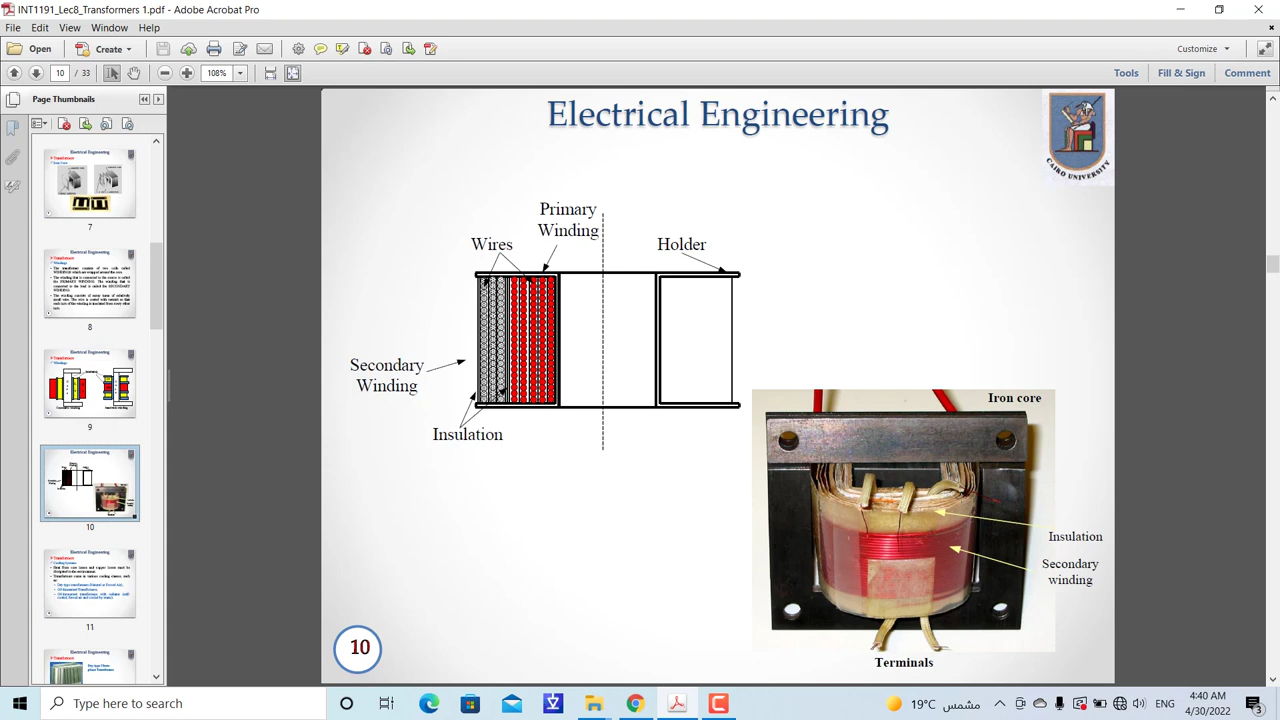 INT1191_Lec8_Transformers 1.pdf - Adobe Acrobat Pro
File Edit View Window Help
Open Create Customize
10 / 33 108% Tools Fill & Sign Comment
Page Thumbnails
7
8
9
10
11
Electrical Engineering
CAIRO UNIVERSITY
Primary
Winding
Wires
Holder
Secondary
Winding
Insulation
Iron core
Insulation
Secondary
winding
Terminals
10
Type here to search
19°C مشمس
ENG
4:40 AM
4/30/2022
3